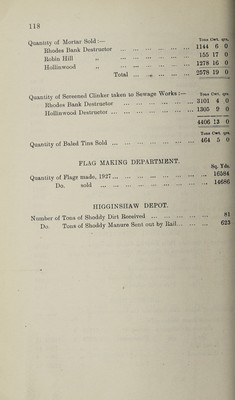 118
Quantity of Mortar Sold :— Tons Cwt. qrs.
Rhodes Bank Destructor ... ... ... ... ... 1144 6 0
Robin Hill „ ... ... ... ... ... 155 17 0
Hollinwood „ ... ... ... ... ... 1278 16 0
Total ... ... ... ... 2578 19 0
Quantity of Screened Clinker taken to Sewage Works :— Tons Cwt. qrs.
Rhodes Bank Destructor ... ... ... ... ... 3101 4 0
Hollinwood Destructor ... ... ... ... ... ... 1305 9 0
4406 13 0
Tons Cwt. qrs.
Quantity of Baled Tins Sold ... ... ... ... ... ... 464 5 0
FLAG MAKING DEPARTMENT.
Sq. Yds.
Quantity of Flags made, 1927 ... ... ... ... ... ... 16584
Do. sold ... ... ... ... ... ... 14686
HIGGINSHAW DEPOT.
Number of Tons of Shoddy Dirt Received ... ... ... ... 81
Do. Tons of Shoddy Manure Sent out by Rail ... ... ... 623